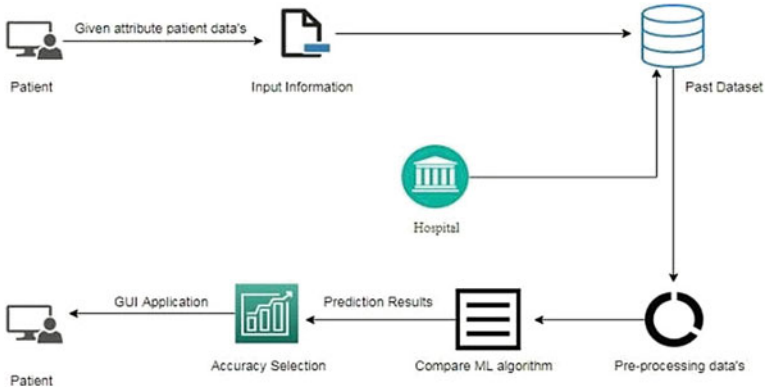 Given attribute patient data's
Patient
Input Information
Past Dataset
Hospital
GUI Application
Prediction Results
Accuracy Selection
Compare ML algorithm
Pre-processing data's
Patient